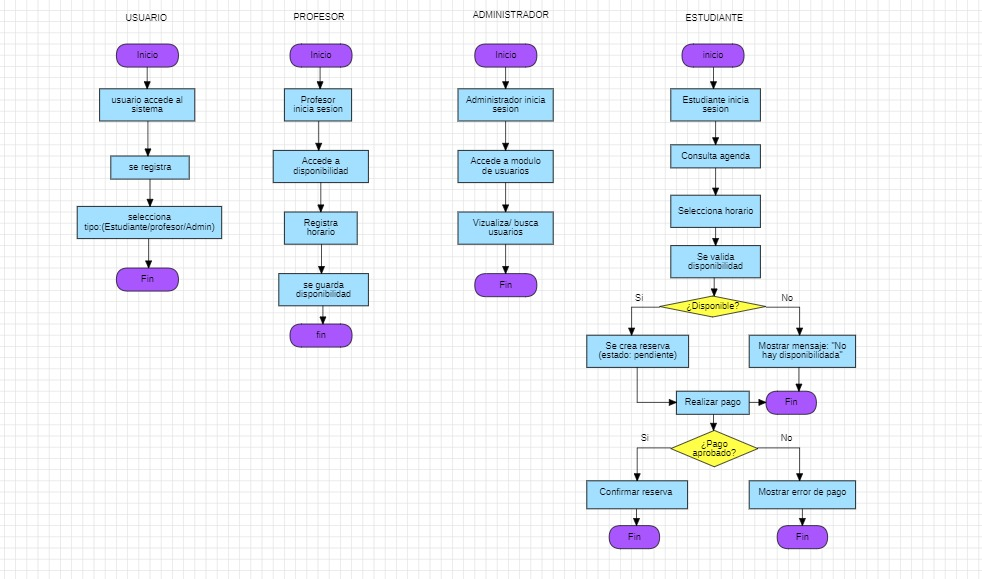 USUARIO
PROFESOR
ADMINISTRADOR
ESTUDIANTE
Inicio
usuario accede al
sistema
se registra
selecciona
tipo:(Estudiante/profesor/Admin)
Fin
Inicio
Profesor
inicia sesion
Accede a
disponibilidad
Registra
horario
se guarda
disponibilidad
fin
Inicio
Administrador inicia
sesion
Accede a modulo
de usuarios
Vizualiza/ busca
usuarios
Fin
inicio
Estudiante inicia
sesion
Consulta agenda
Selecciona horario
Se valida
disponibilidad
¿Disponible?
Si
No
Se crea reserva
(estado: pendiente)
Mostrar mensaje: "No
hay disponibilidada"
Realizar pago
Fin
¿Pago
aprobado?
Si
No
Confirmar reserva
Mostrar error de pago
Fin
Fin